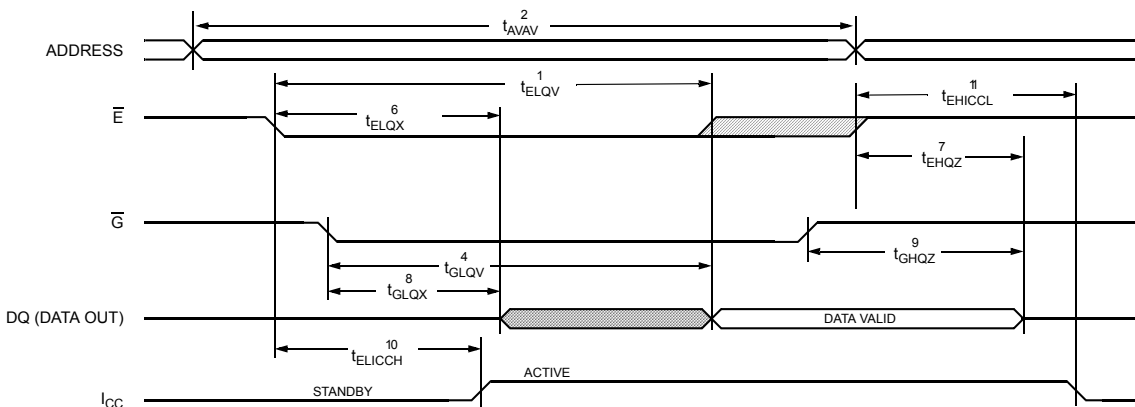 2
tAVAV
ADDRESS
1
tELQV
11
tEHICCL
E
6
tELQX
7
tEHQZ
G
9
tGHQZ
4
tGLQV
8
tGLQX
DQ (DATA OUT)
DATA VALID
10
tELICCH
ACTIVE
STANDBY
ICC